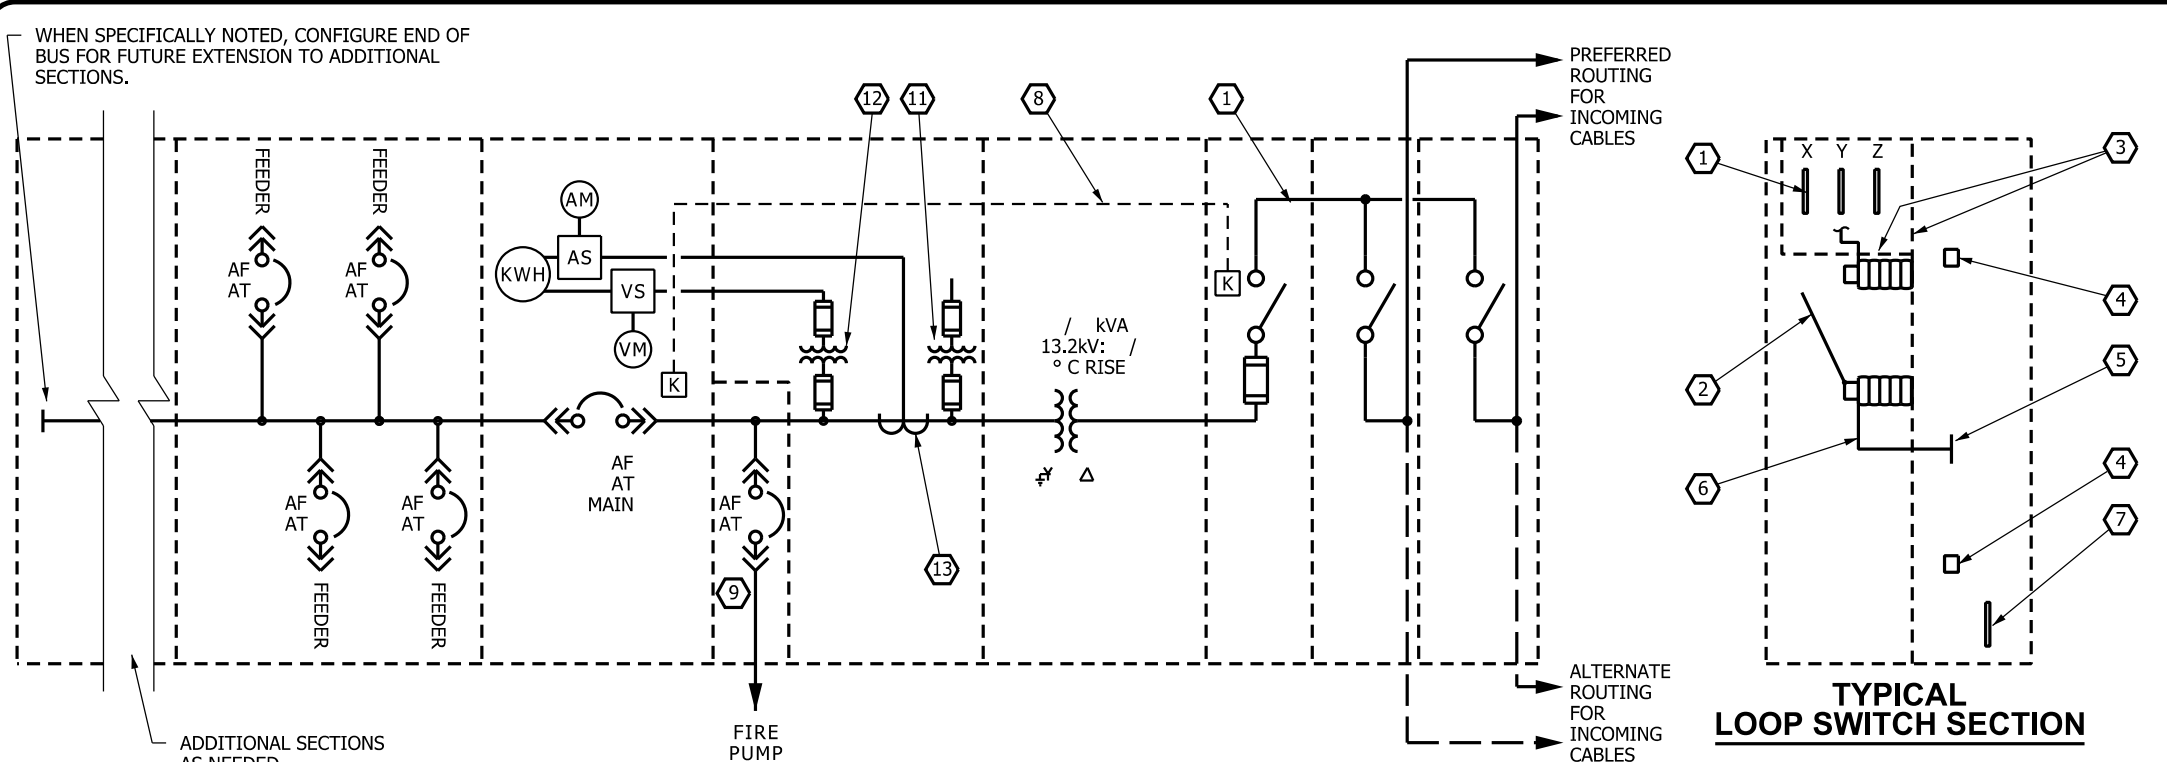 WHEN SPECIFICALLY NOTED, CONFIGURE END OF
BUS FOR FUTURE EXTENSION TO ADDITIONAL
SECTIONS.
12
11
8
1
PREFERRED
ROUTING
FOR
INCOMING
CABLES
FEEDER
FEEDER
AF
AT
AF
AT
AM
AS
KWH
VS
VM
K
K
/ kVA
13.2kV: /
° C RISE
Y
Δ
AF
AT
MAIN
AF
AT
AF
AT
AF
AT
FEEDER
FEEDER
9
13
FIRE
PUMP
ADDITIONAL SECTIONS
AS NEEDED
ALTERNATE
ROUTING
FOR
INCOMING
CABLES
X Y Z
1
3
4
2
5
6
4
7
TYPICAL
LOOP SWITCH SECTION